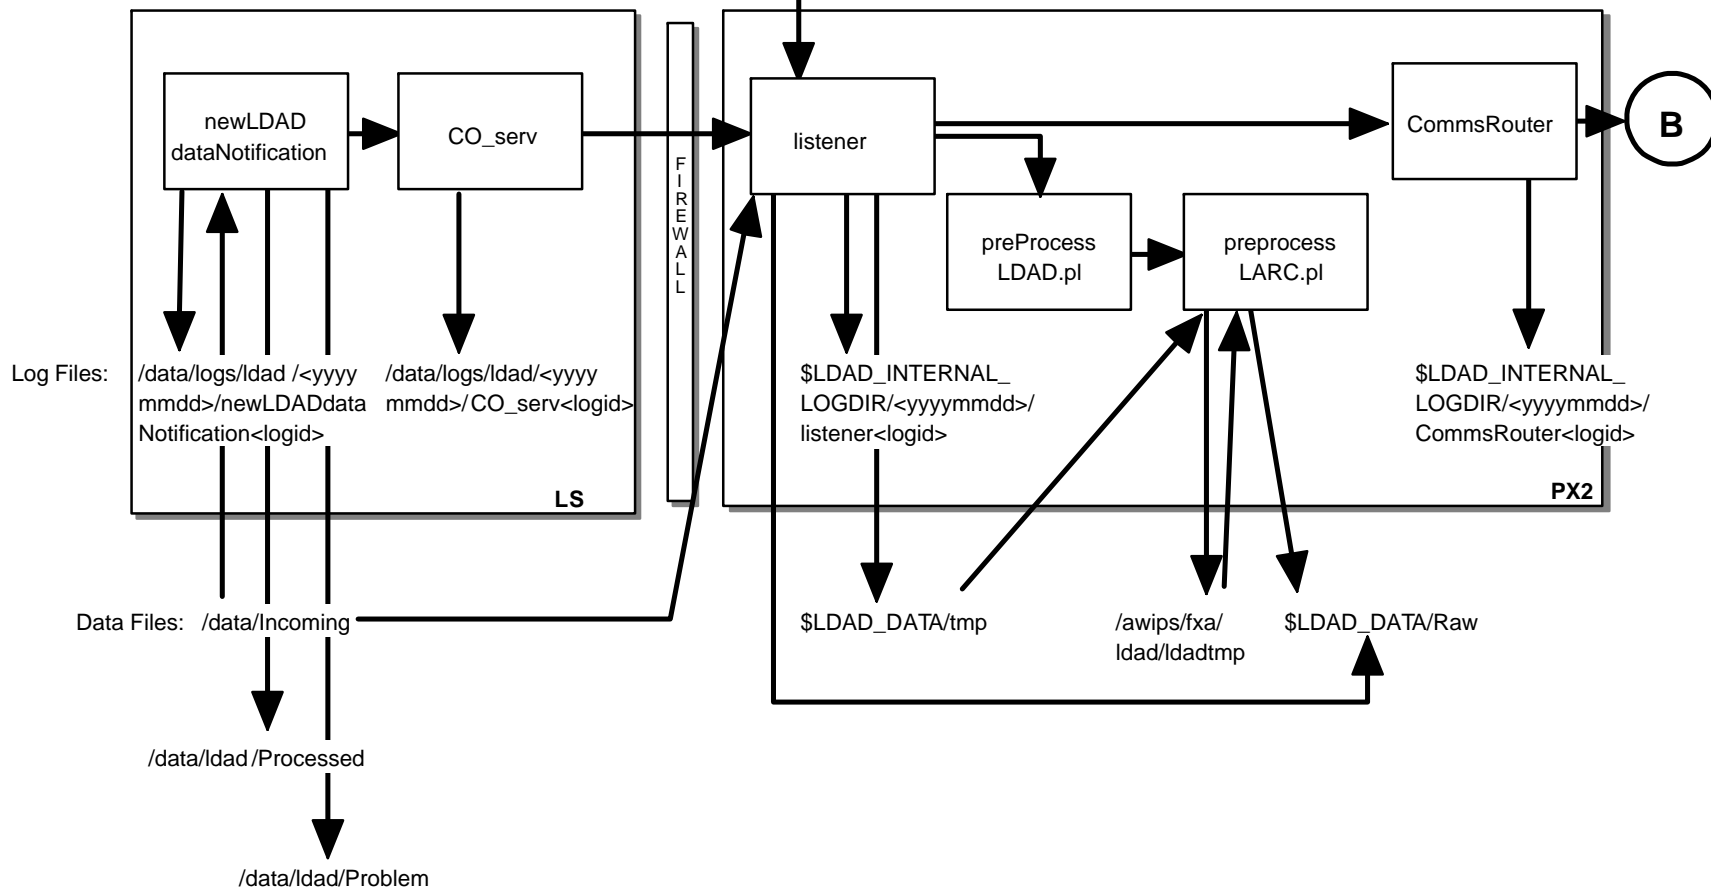 newLDAD
dataNotification
CO_serv
FIREWALL
listener
CommsRouter
B
preProcess
LDAD.pl
preprocess
LARC.pl
Log Files:
/data/logs/ldad /<yyyy
mmdd>/newLDADdata
Notification<logid>
/data/logs/ldad/<yyyy
mmdd>/CO_serv<logid>
$LDAD_INTERNAL_
LOGDIR/<yyyymmdd>/
listener<logid>
$LDAD_INTERNAL_
LOGDIR/<yyyymmdd>/
CommsRouter<logid>
LS
PX2
Data Files:
/data/Incoming
$LDAD_DATA/tmp
/awips/fxa/
ldad/ldadtmp
$LDAD_DATA/Raw
/data/ldad /Processed
/data/ldad/Problem